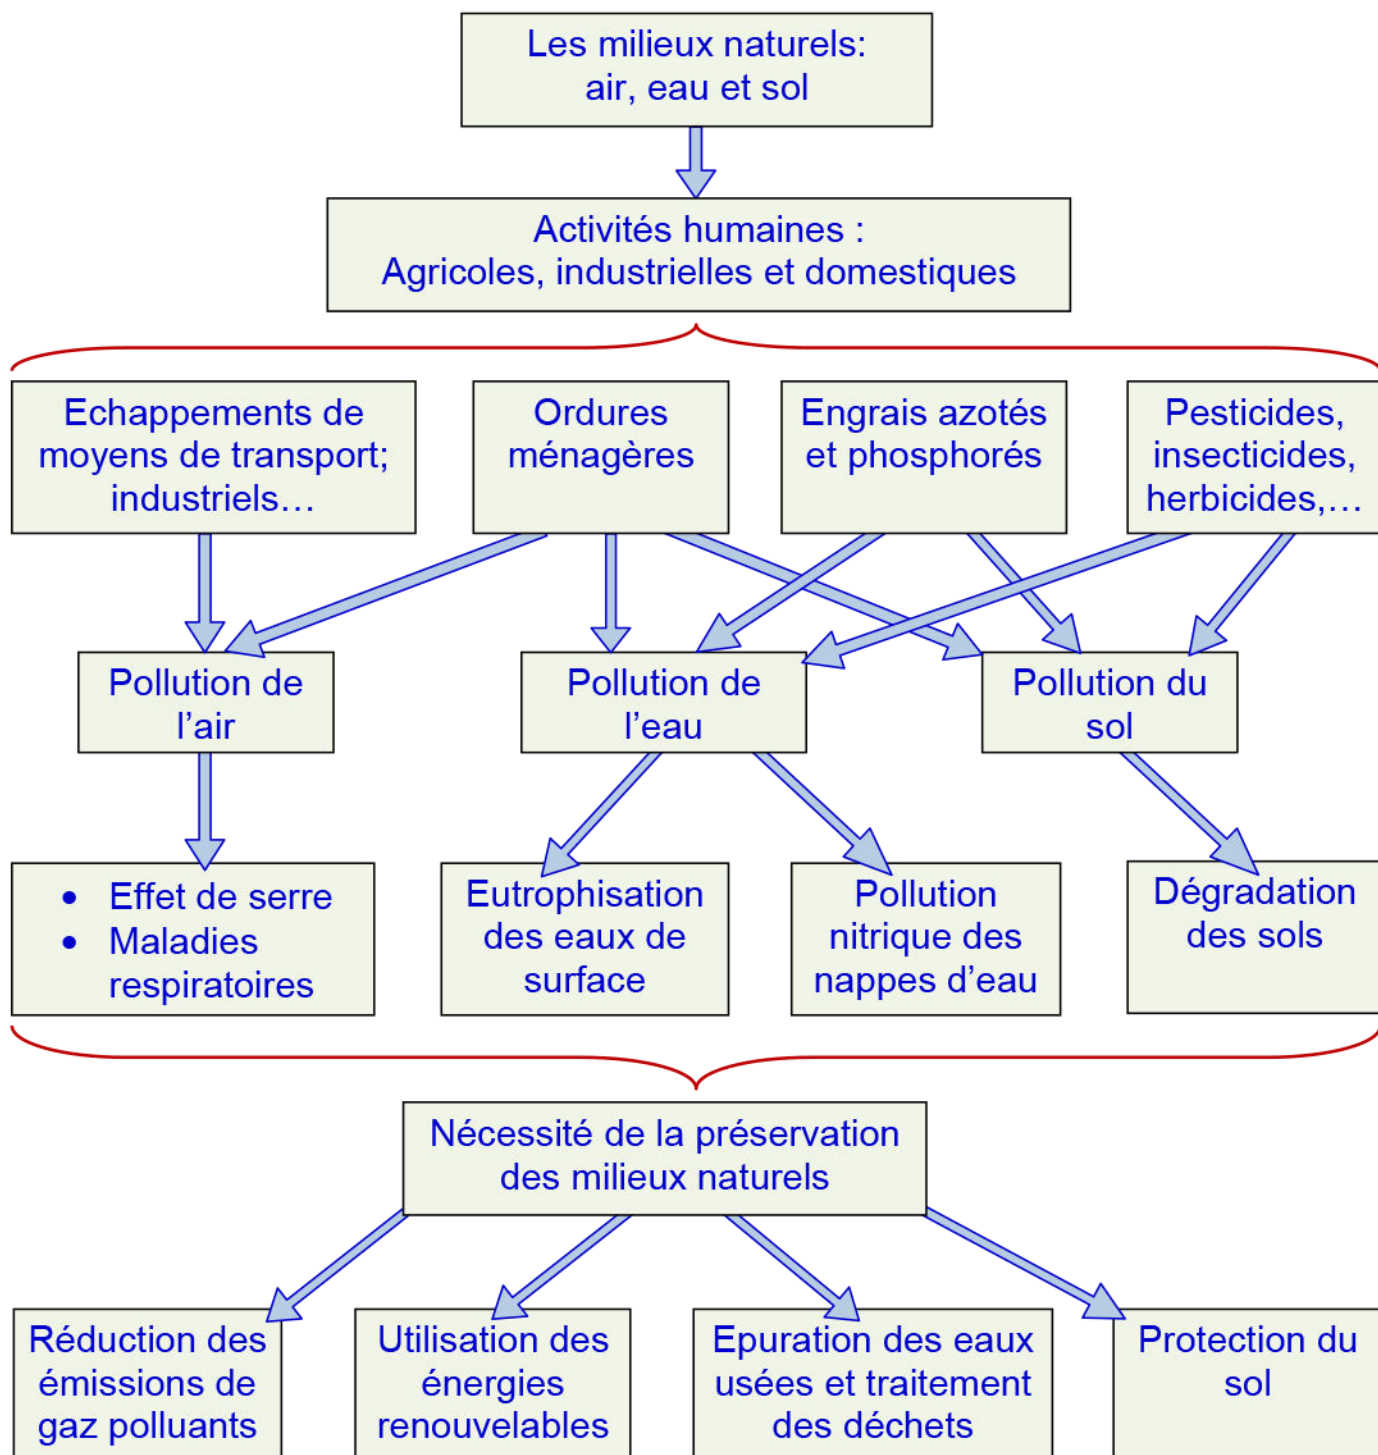 Les milieux naturels:
air, eau et sol
Activités humaines :
Agricoles, industrielles et domestiques
Echappements de
moyens de transport;
industriels…
Ordures
ménagères
Engrais azotés
et phosphorés
Pesticides,
insecticides,
herbicides,…
Pollution de
l’air
Pollution de
l’eau
Pollution du
sol
• Effet de serre
• Maladies
respiratoires
Eutrophisation
des eaux de
surface
Pollution
nitrique des
nappes d’eau
Dégradation
des sols
Nécessité de la préservation
des milieux naturels
Réduction des
émissions de
gaz polluants
Utilisation des
énergies
renouvelables
Epuration des eaux
usées et traitement
des déchets
Protection du
sol